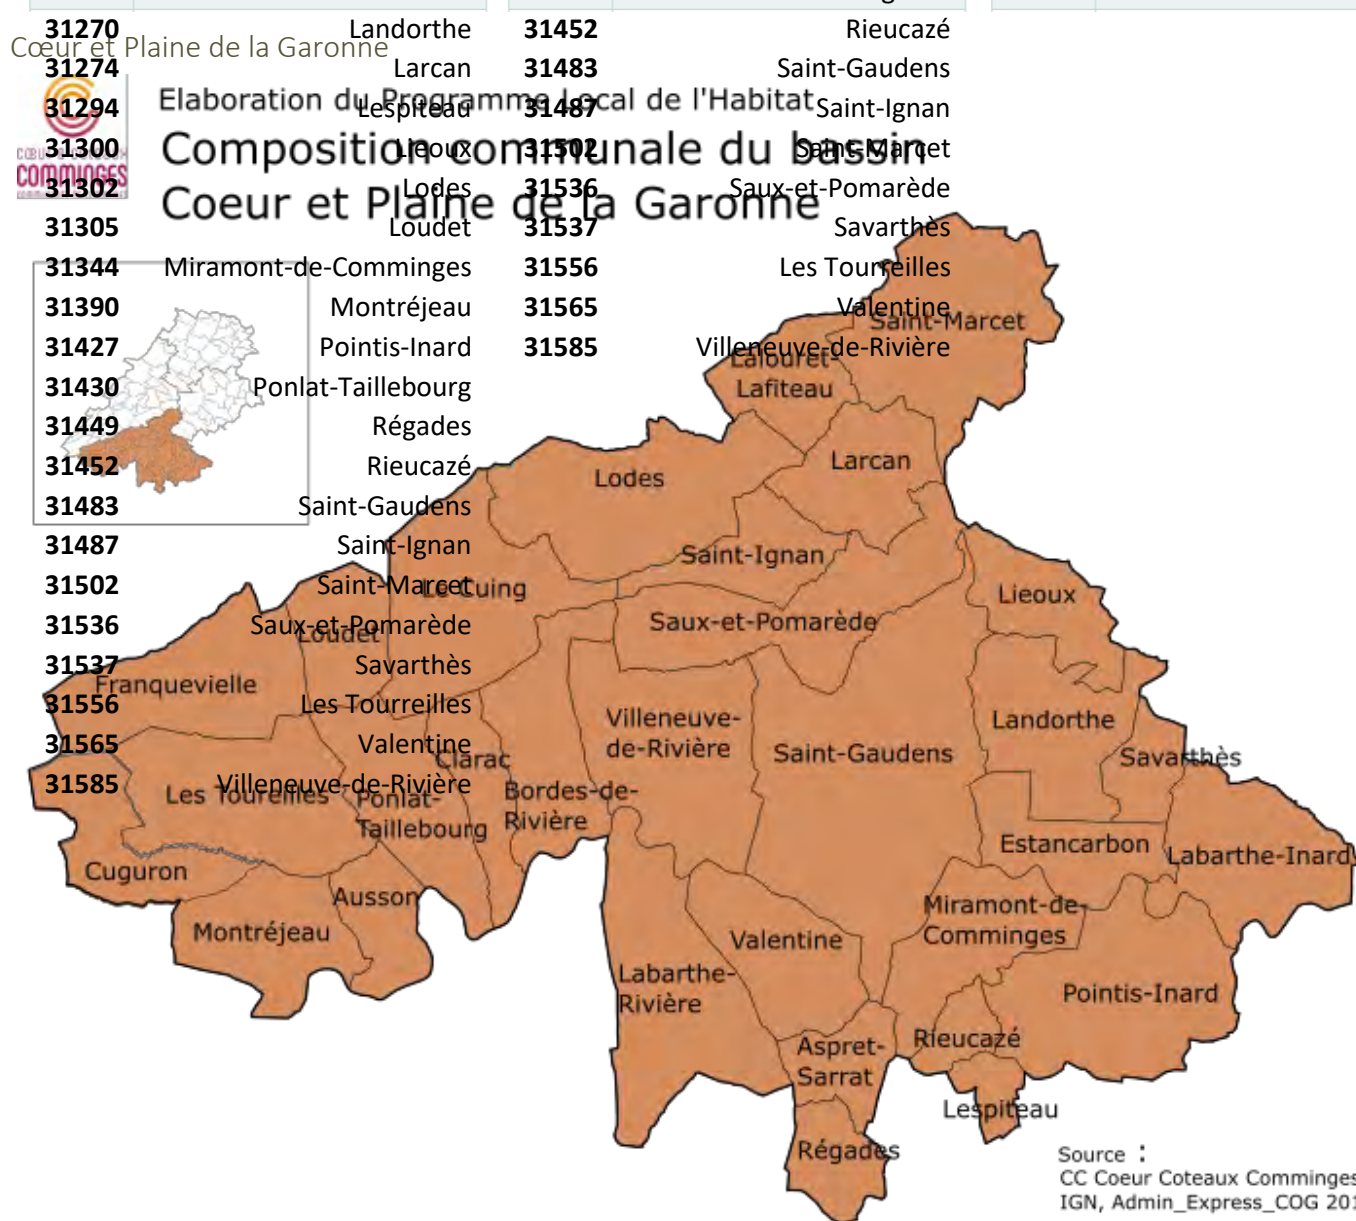 31270 Landorthe 31452 Rieucazé
Cœur et Plaine de la Garonne
31274 Larcan 31483 Saint-Gaudens
Elaboration du Programme Local de l'Habitat
31294 Lespiteau 31487 Saint-Ignan
31300 Lieoux 31502 Saint-Marcet
Composition communale du bassin
COMMINGES
31302 Lodes 31536 Saux-et-Pomarède
Coeur et Plaine de la Garonne
31305 Loudet 31537 Savarthès
31344 Miramont-de-Comminges 31556 Les Tourreilles
31390 Montréjeau 31565 Valentine
31427 Pointis-Inard 31585 Villeneuve-de-Rivière
31430 Ponlat-Taillebourg
31449 Régades
31452 Rieucazé
31483 Saint-Gaudens
31487 Saint-Ignan
31502 Saint-Marcet
31536 Saux-et-Pomarède
31537 Savarthès
31556 Les Tourreilles
31565 Valentine
31585 Villeneuve-de-Rivière
Saint-Marcet
Lalouret-
Lafiteau
Larcan
Lodes
Saint-Ignan
Le Cuing
Lieoux
Saux-et-Pomarède
Loudet
Franquevielle
Villeneuve-
de-Rivière
Landorthe
Saint-Gaudens
Savarthès
Clarac
Les Toureilles
Ponlat-
Taillebourg
Bordes-de-
Rivière
Estancarbon
Labarthe-Inard
Cuguron
Ausson
Miramont-de-
Comminges
Montréjeau
Valentine
Labarthe-
Rivière
Pointis-Inard
Rieucazé
Aspret-
Sarrat
Lespiteau
Régades
Source :
CC Coeur Coteaux Comminges
IGN, Admin_Express_COG 201